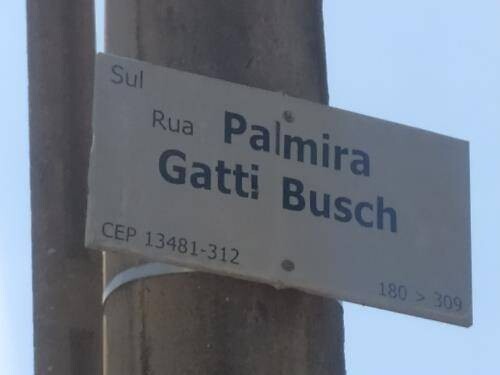 Sul
Rua Palmira
Gatti Busch
CEP 13481-312
180 > 309